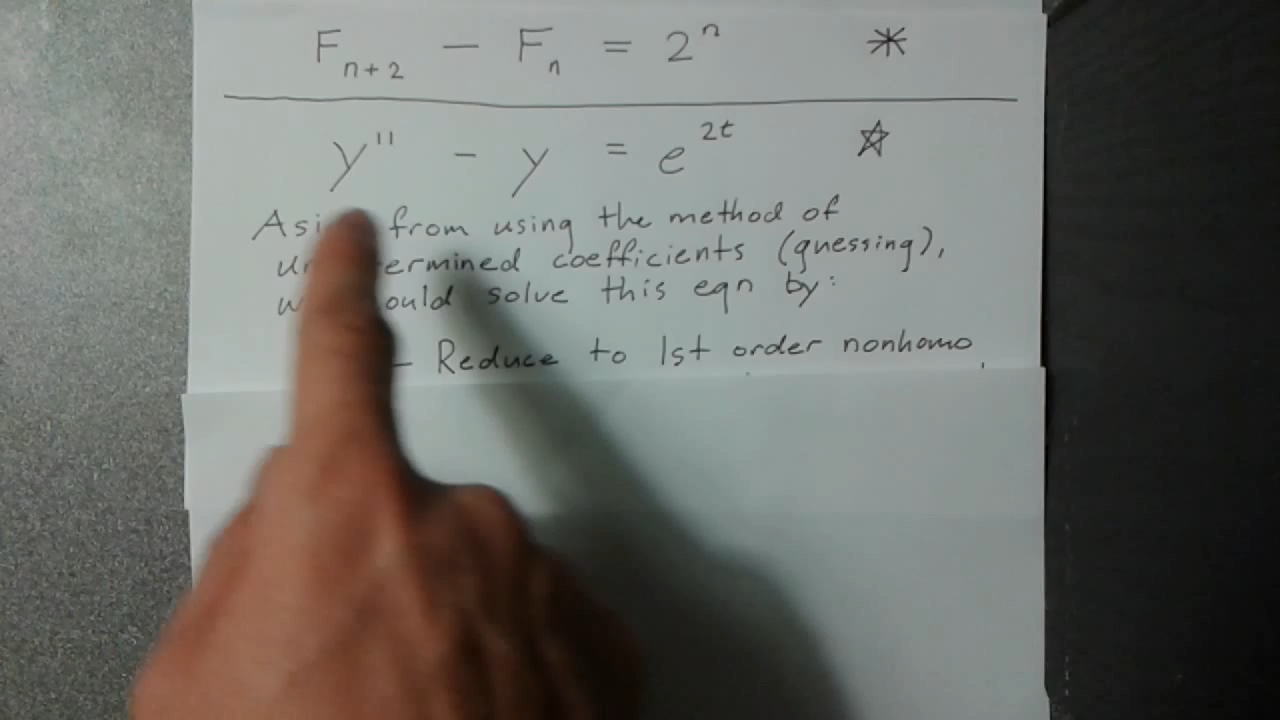 F_{n+2} - F_n = 2^n *
y'' - y = e^{2t} ☆
from using the method of
coefficients (guessing),
solve this eqn by:
- Reduce to 1st order nonhomo.